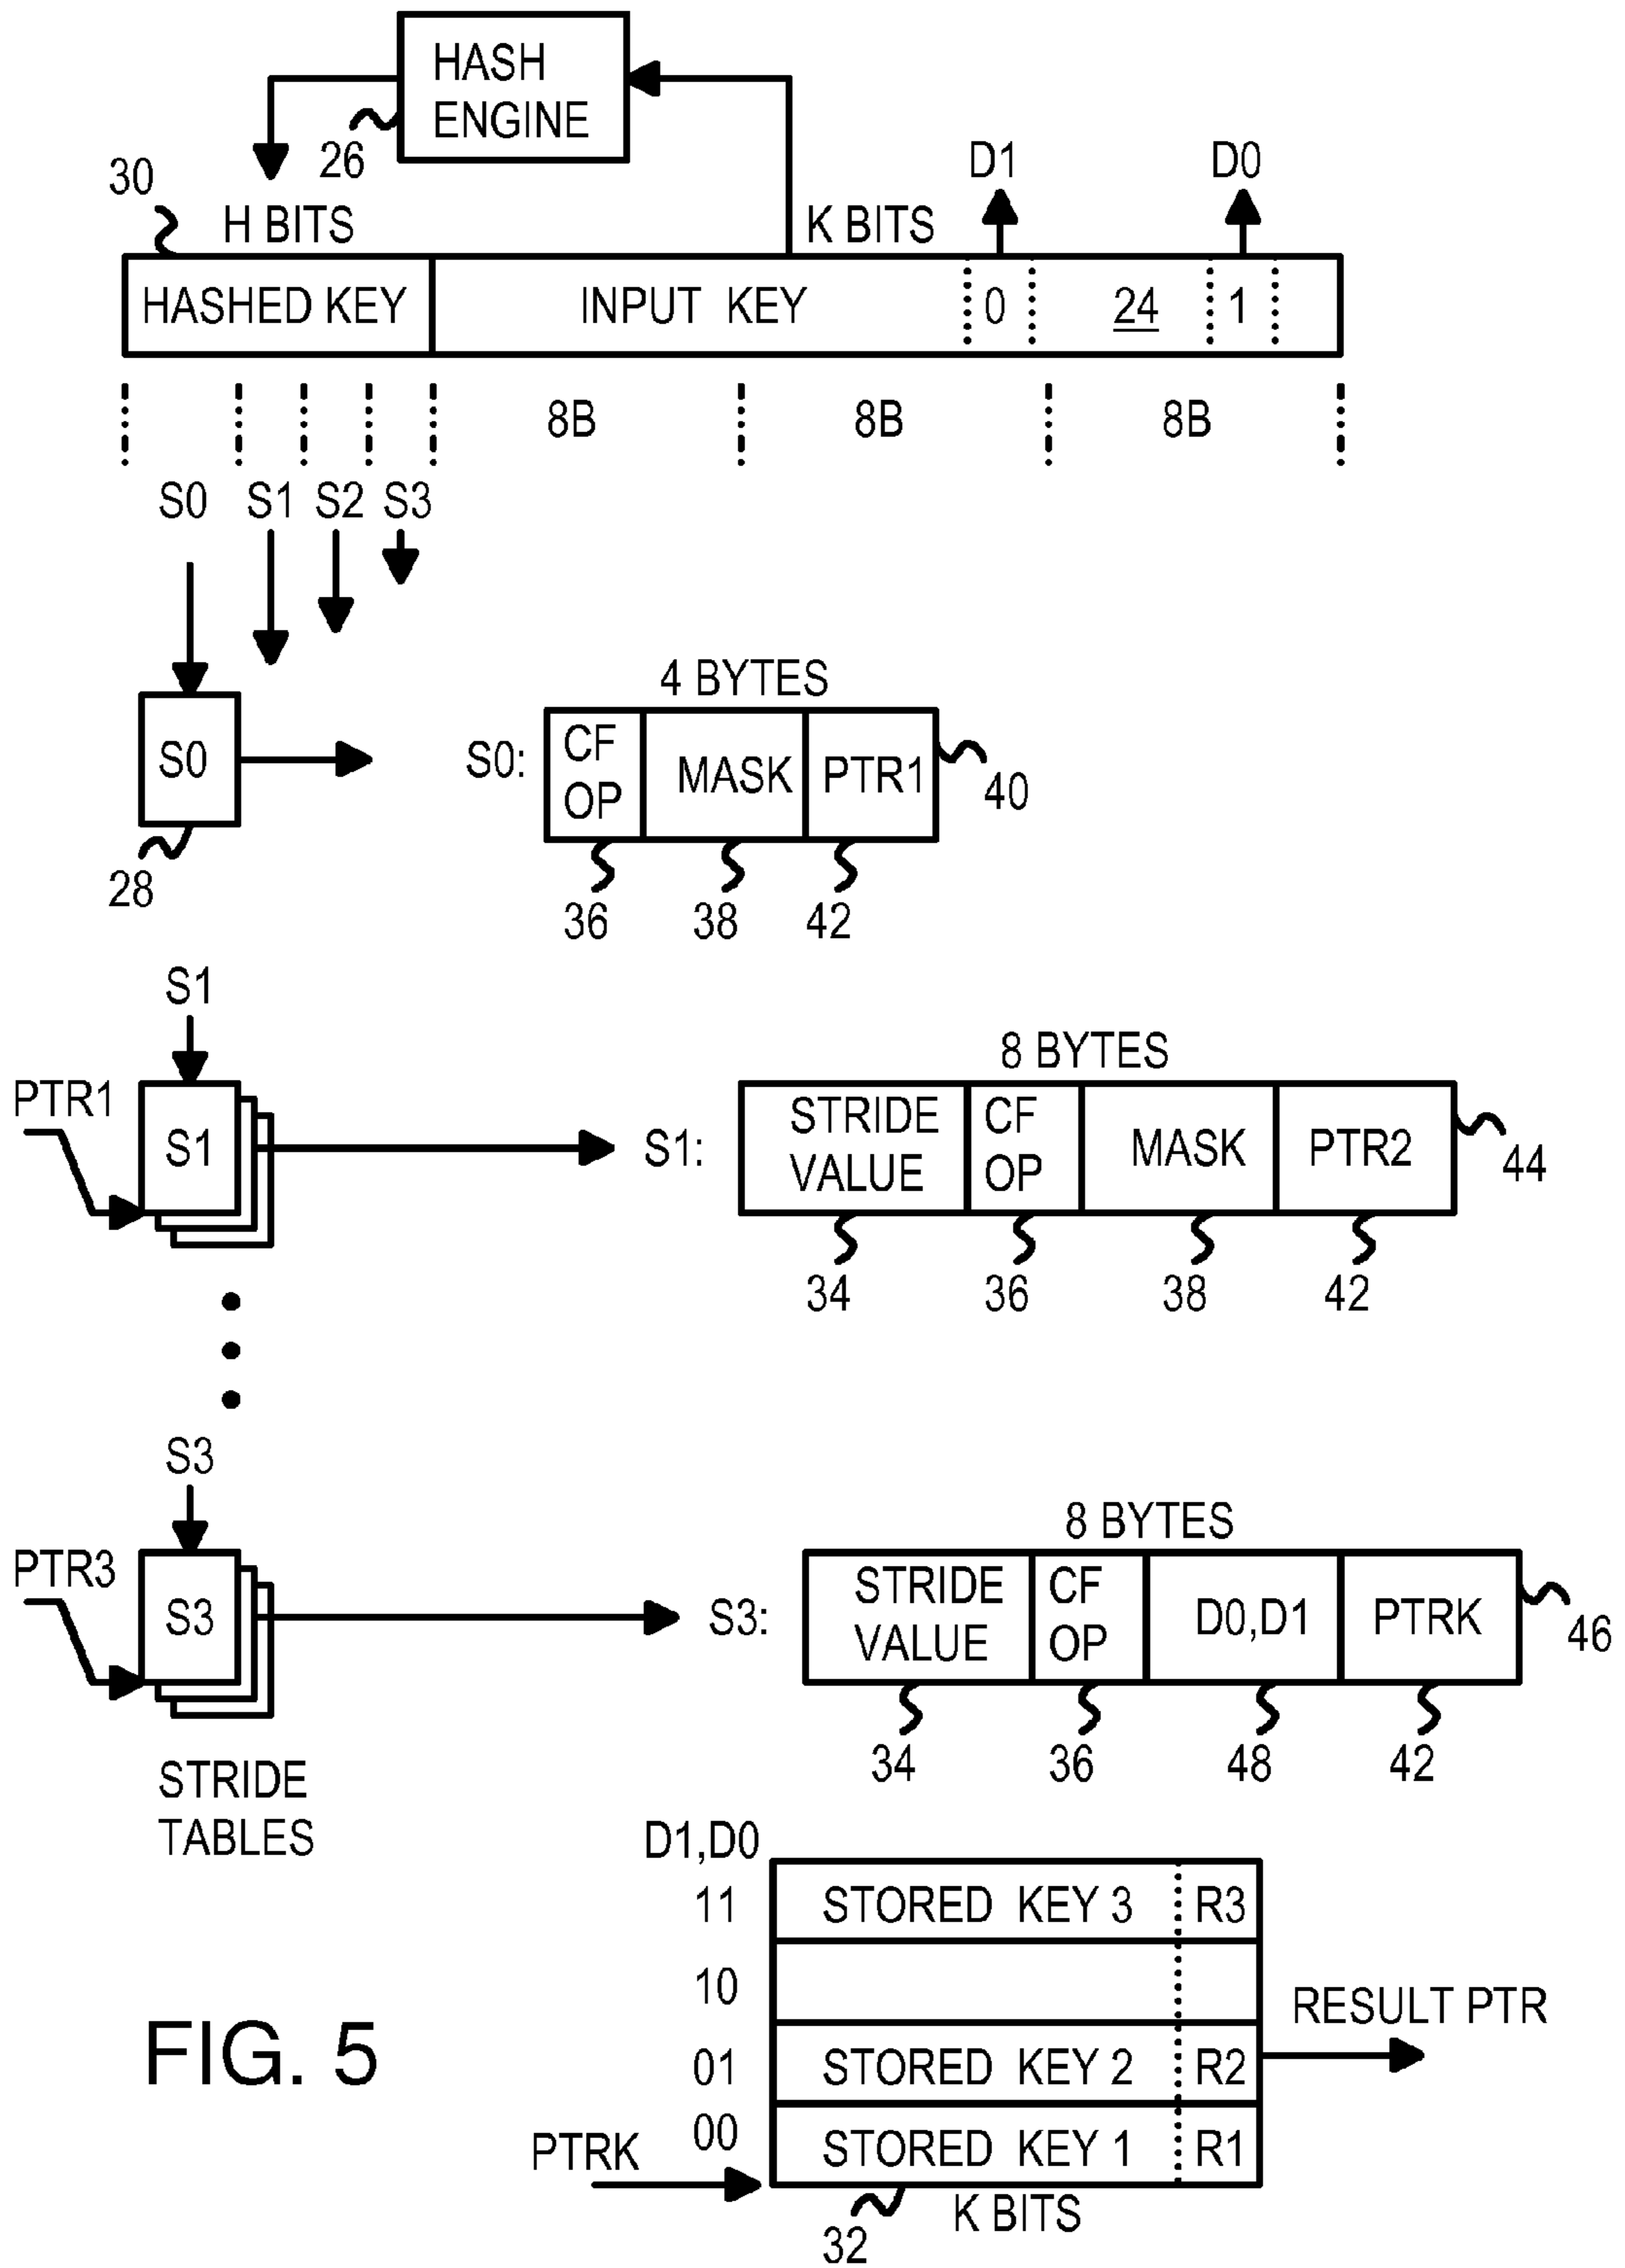 HASH
ENGINE
26
D1
D0
30
H BITS
K BITS
HASHED KEY
INPUT KEY
0
24
1
8B
8B
8B
S0
S1
S2
S3
4 BYTES
S0
S0:
CF
OP
MASK
PTR1
40
28
36
38
42
S1
8 BYTES
PTR1
S1
S1:
STRIDE
VALUE
CF
OP
MASK
PTR2
44
34
36
38
42
S3
8 BYTES
PTR3
S3
S3:
STRIDE
VALUE
CF
OP
D0,D1
PTRK
46
34
36
48
42
STRIDE
TABLES
D1,D0
11
STORED KEY 3
R3
10
RESULT PTR
01
STORED KEY 2
R2
00
STORED KEY 1
R1
PTRK
32
K BITS
FIG. 5